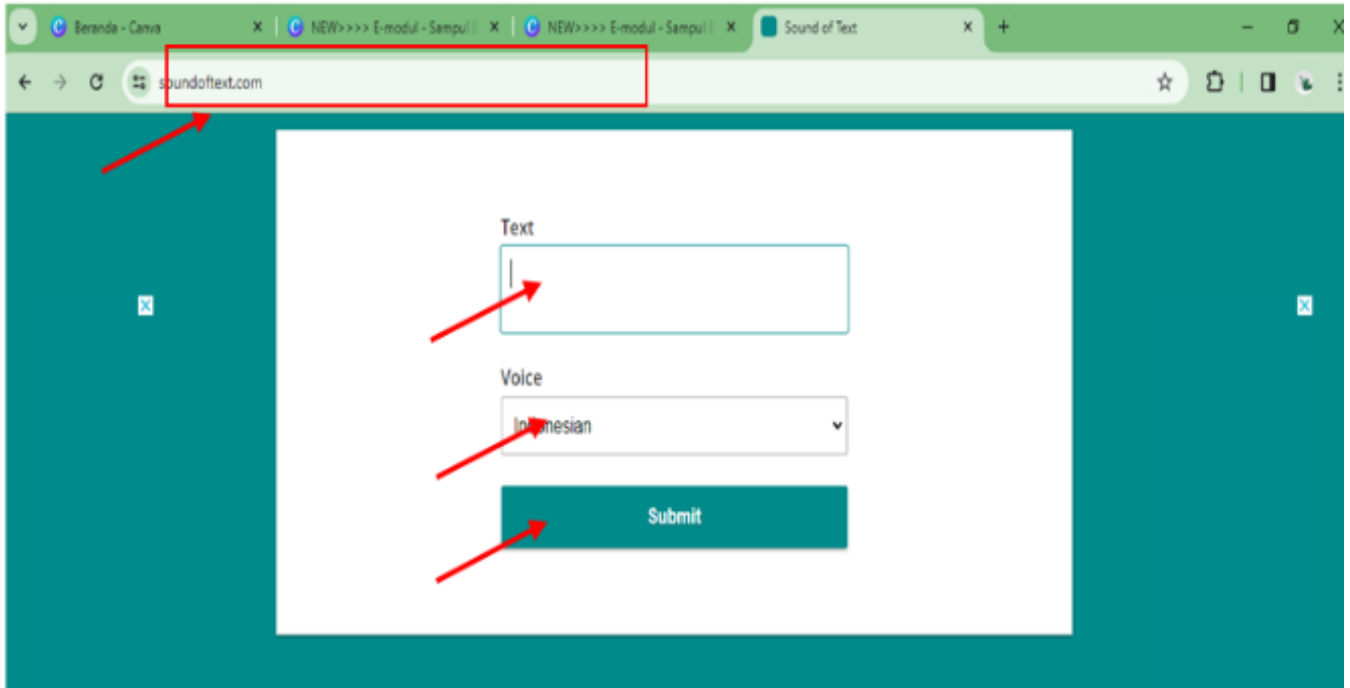 Beranda - Canva
NEW>>>> E-modul - Sampul E
NEW>>>> E-modul - Sampul E
Sound of Text
soundoftext.com
Text
Voice
Indonesian
Submit